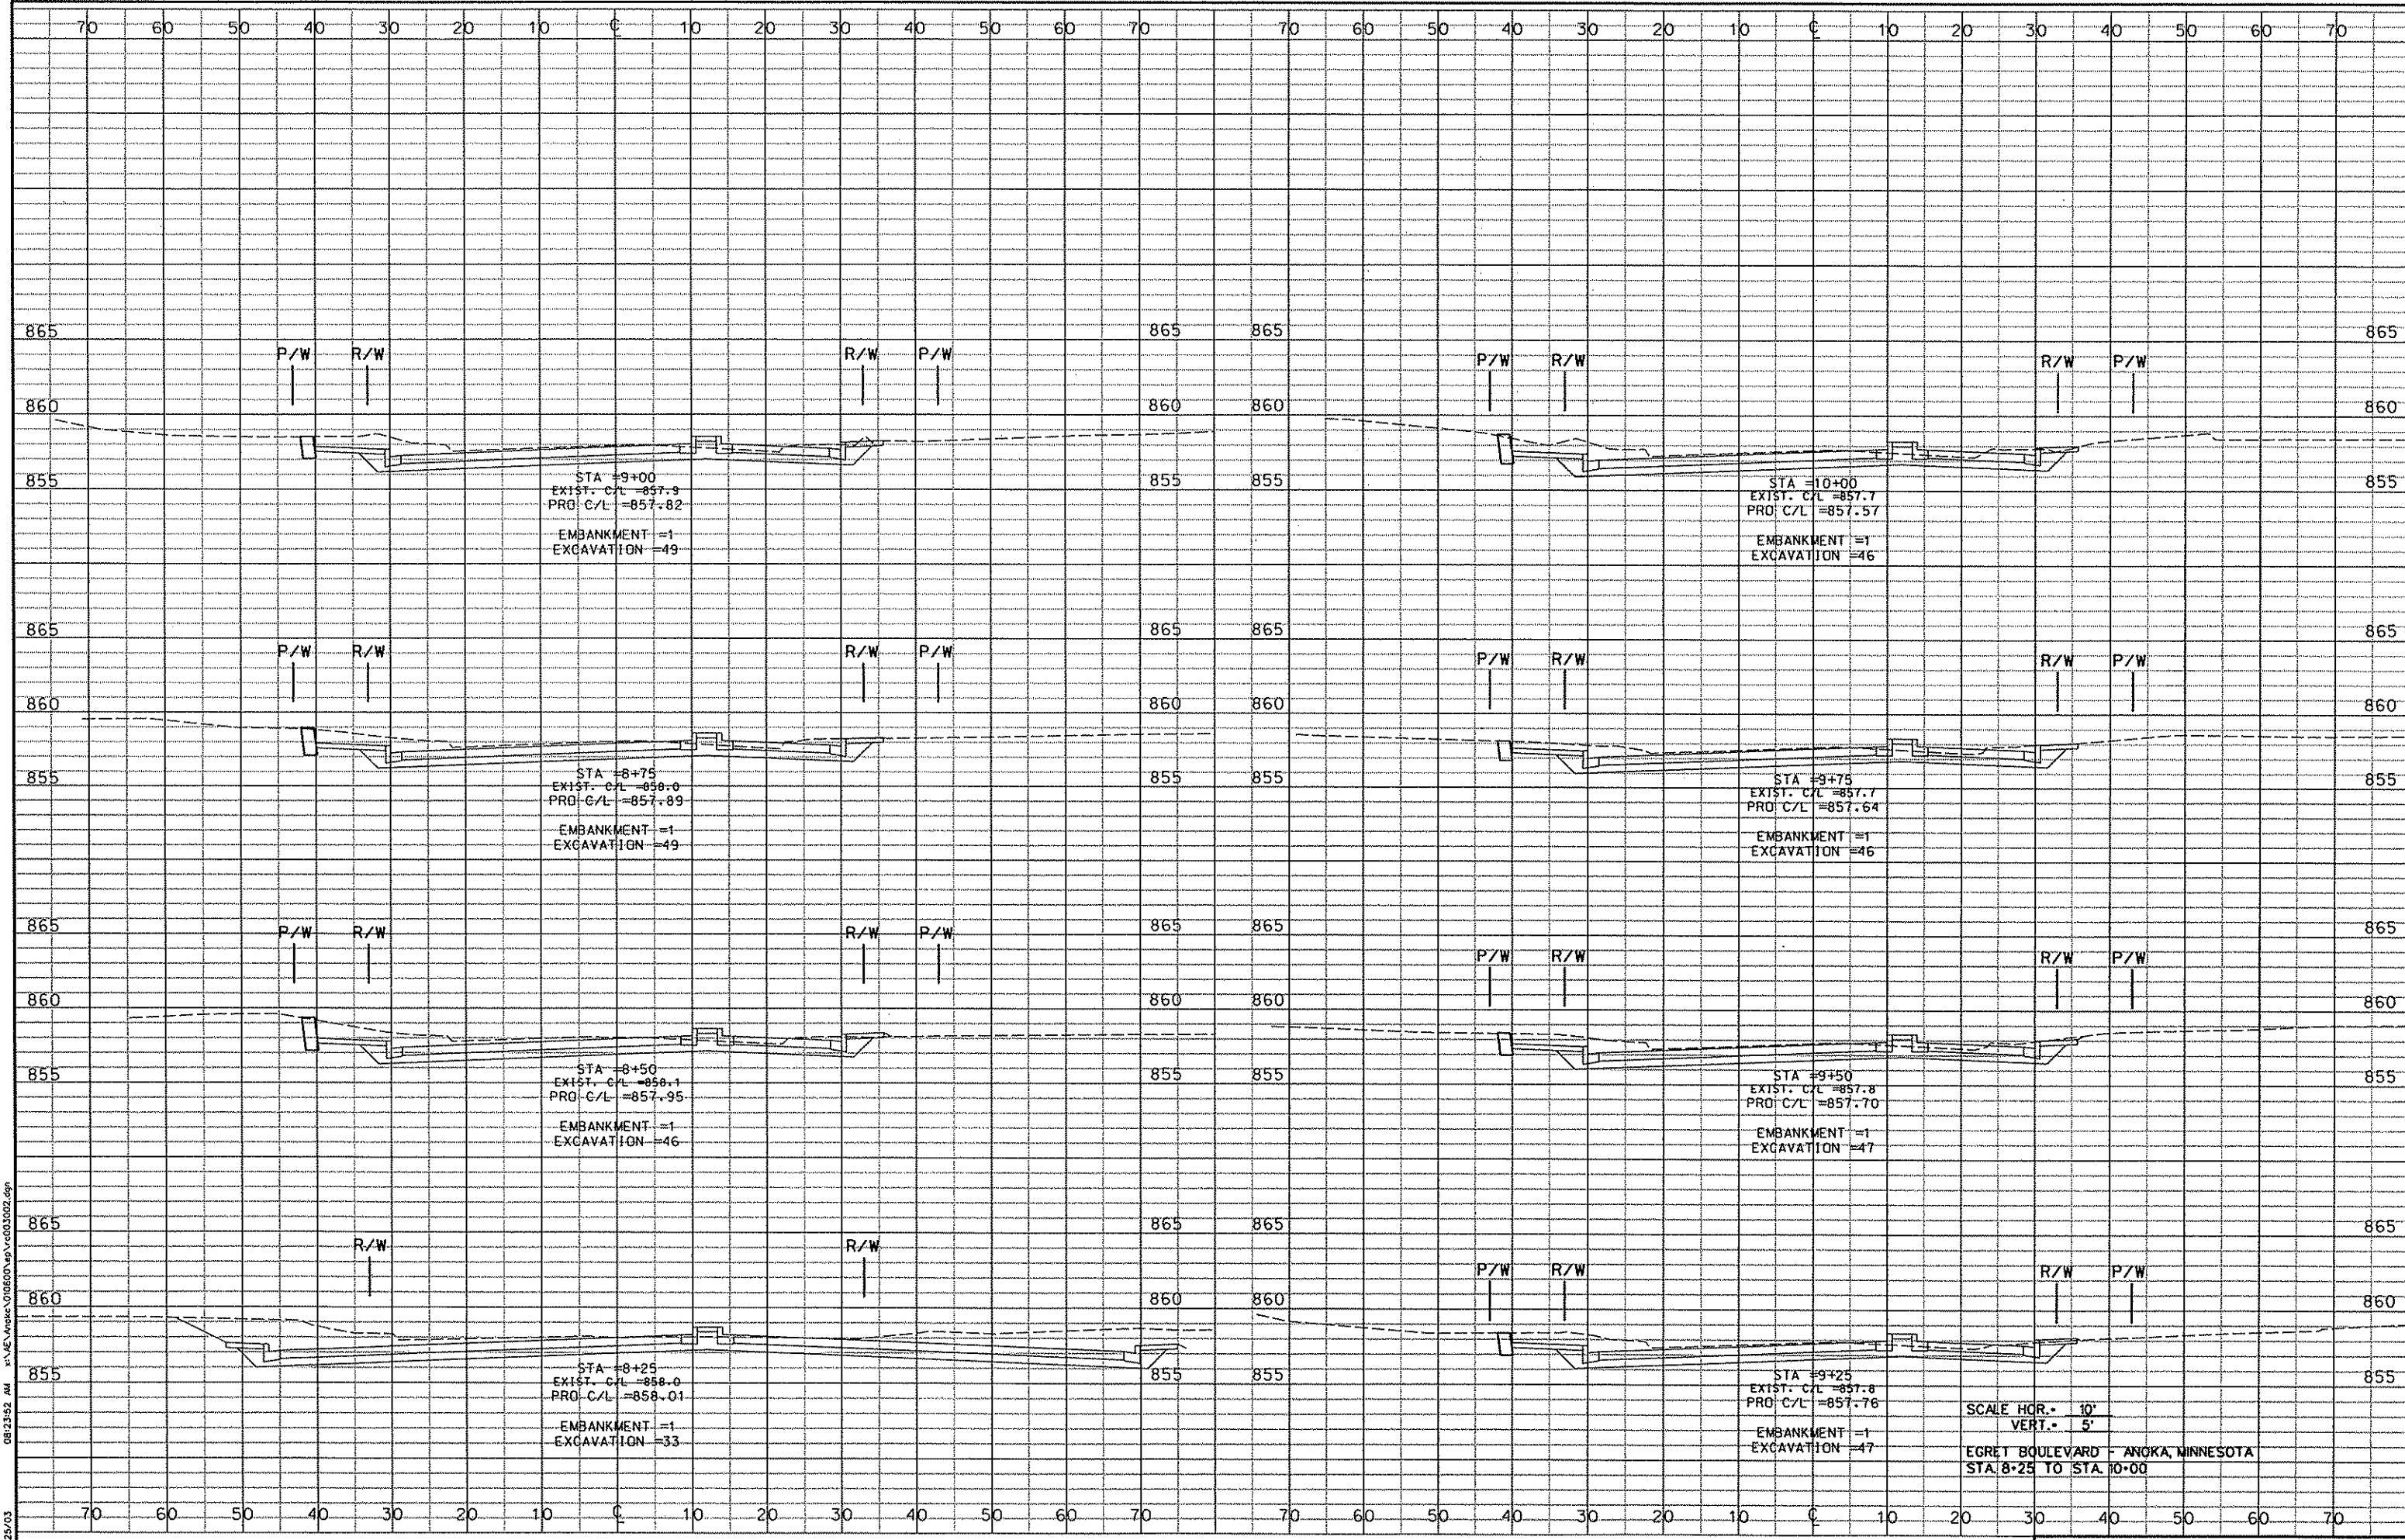 70 60 50 40 30 20 10 ℄ 10 20 30 40 50 60 70 70 60 50 40 30 20 10 ℄ 10 20 30 40 50 60 70
865 865 865 865
P/W R/W R/W P/W P/W R/W R/W P/W
860 860 860 860
855 855 855 855
STA =9+00
EXIST. C/L =857.9
PRO C/L =857.82
EMBANKMENT =1
EXCAVATION =49
STA =10+00
EXIST. C/L =857.7
PRO C/L =857.57
EMBANKMENT =1
EXCAVATION =46
865 865 865 865
P/W R/W R/W P/W P/W R/W R/W P/W
860 860 860 860
855 855 855 855
STA =8+75
EXIST. C/L =858.0
PRO C/L =857.89
EMBANKMENT =1
EXCAVATION =49
STA =9+75
EXIST. C/L =857.7
PRO C/L =857.64
EMBANKMENT =1
EXCAVATION =46
865 865 865 865
P/W R/W R/W P/W P/W R/W R/W P/W
860 860 860 860
855 855 855 855
STA =8+50
EXIST. C/L =858.1
PRO C/L =857.95
EMBANKMENT =1
EXCAVATION =46
STA =9+50
EXIST. C/L =857.8
PRO C/L =857.70
EMBANKMENT =1
EXCAVATION =47
865 865 865 865
R/W R/W P/W R/W R/W P/W
860 860 860 860
855 855 855 855
STA =8+25
EXIST. C/L =858.0
PRO C/L =858.01
EMBANKMENT =1
EXCAVATION =33
STA =9+25
EXIST. C/L =857.8
PRO C/L =857.76
EMBANKMENT =1
EXCAVATION =47
SCALE HOR.= 10'
VERT.= 5'
EGRET BOULEVARD - ANOKA, MINNESOTA
STA. 8+25 TO STA. 10+00
70 60 50 40 30 20 10 ℄ 10 20 30 40 50 60 70 70 60 50 40 30 20 10 ℄ 10 20 30 40 50 60 70
25/03
08:23:52 AM